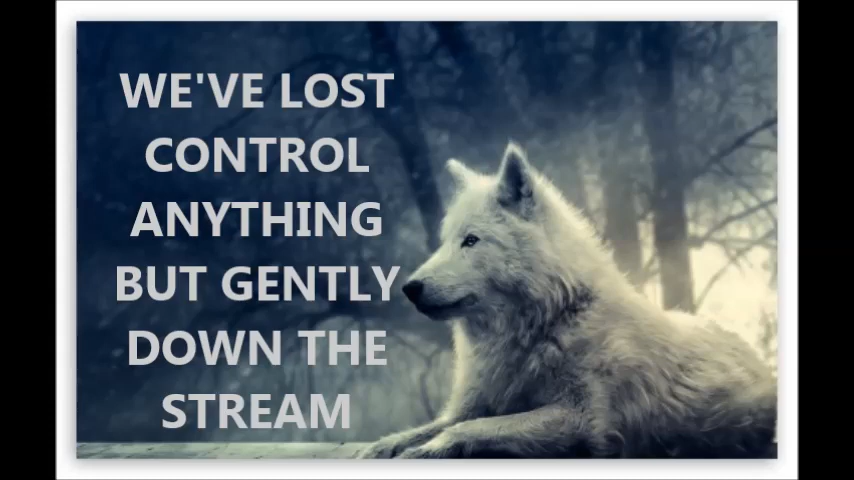 WE'VE LOST
CONTROL
ANYTHING
BUT GENTLY
DOWN THE
STREAM